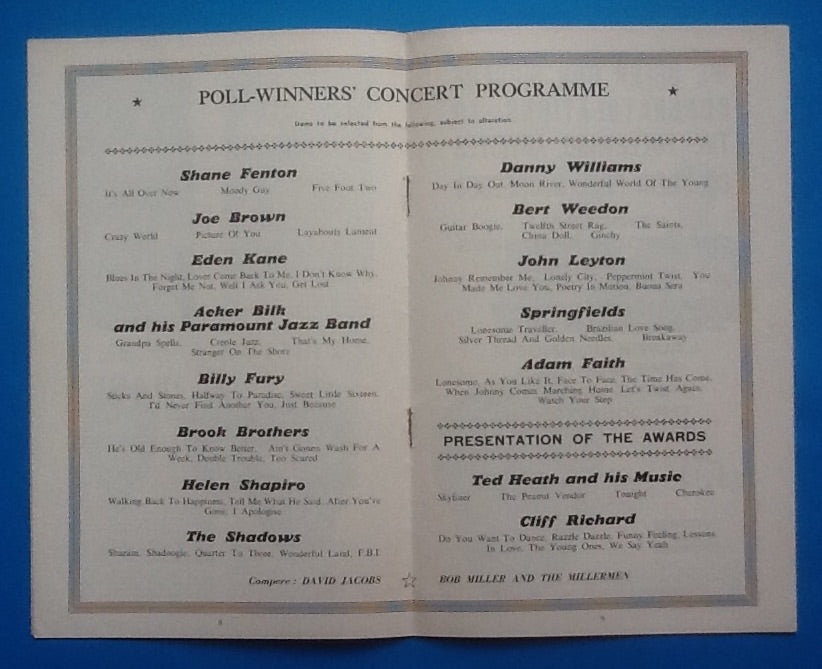 ★ POLL-WINNERS' CONCERT PROGRAMME ★
Items to be selected from the following, subject to alteration
Shane Fenton
It's All Over Now Moody Guy Five Foot Two
Joe Brown
Crazy World Picture Of You Layabouts Lament
Eden Kane
Blues In The Night, Lover Come Back To Me, I Don't Know Why,
Forget Me Not, Well I Ask You, Get Lost
Acker Bilk
and his Paramount Jazz Band
Grandpa Spells, Creole Jazz, That's My Home,
Stranger On The Shore
Billy Fury
Sticks And Stones, Halfway To Paradise, Sweet Little Sixteen,
I'd Never Find Another You, Just Because
Brook Brothers
He's Old Enough To Know Better, Ain't Gonna Wash For A
Week, Double Trouble, Too Scared
Helen Shapiro
Walking Back To Happiness, Tell Me What He Said, After You've
Gone, I Apologise
The Shadows
Shazam, Shadoogie, Quarter To Three, Wonderful Land, F.B.I.
Compere : DAVID JACOBS
8
Danny Williams
Day In Day Out, Moon River, Wonderful World Of The Young
Bert Weedon
Guitar Boogie, Twelfth Street Rag, The Saints,
China Doll, Ginchy
John Leyton
Johnny Remember Me, Lonely City, Peppermint Twist, You
Made Me Love You, Poetry In Motion, Buona Sera
Springfields
Lonesome Traveller, Brazilian Love Song,
Silver Thread And Golden Needles, Breakaway
Adam Faith
Lonesome, As You Like It, Face To Face, The Time Has Come,
When Johnny Comes Marching Home, Let's Twist Again,
Watch Your Step
PRESENTATION OF THE AWARDS
Ted Heath and his Music
Skyliner The Peanut Vendor Tonight Cherokee
Cliff Richard
Do You Want To Dance, Razzle Dazzle, Funny Feeling, Lessons
In Love, The Young Ones, We Say Yeah
BOB MILLER AND THE MILLERMEN
9